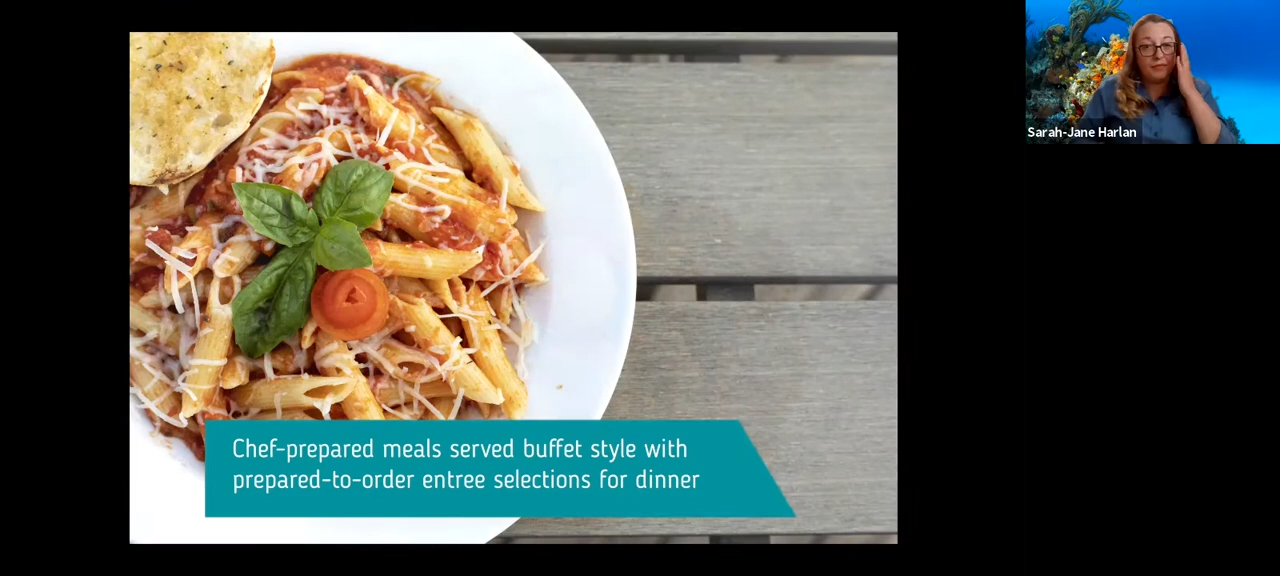 Chef-prepared meals served buffet style with
prepared-to-order entree selections for dinner
Sarah-Jane Harlan